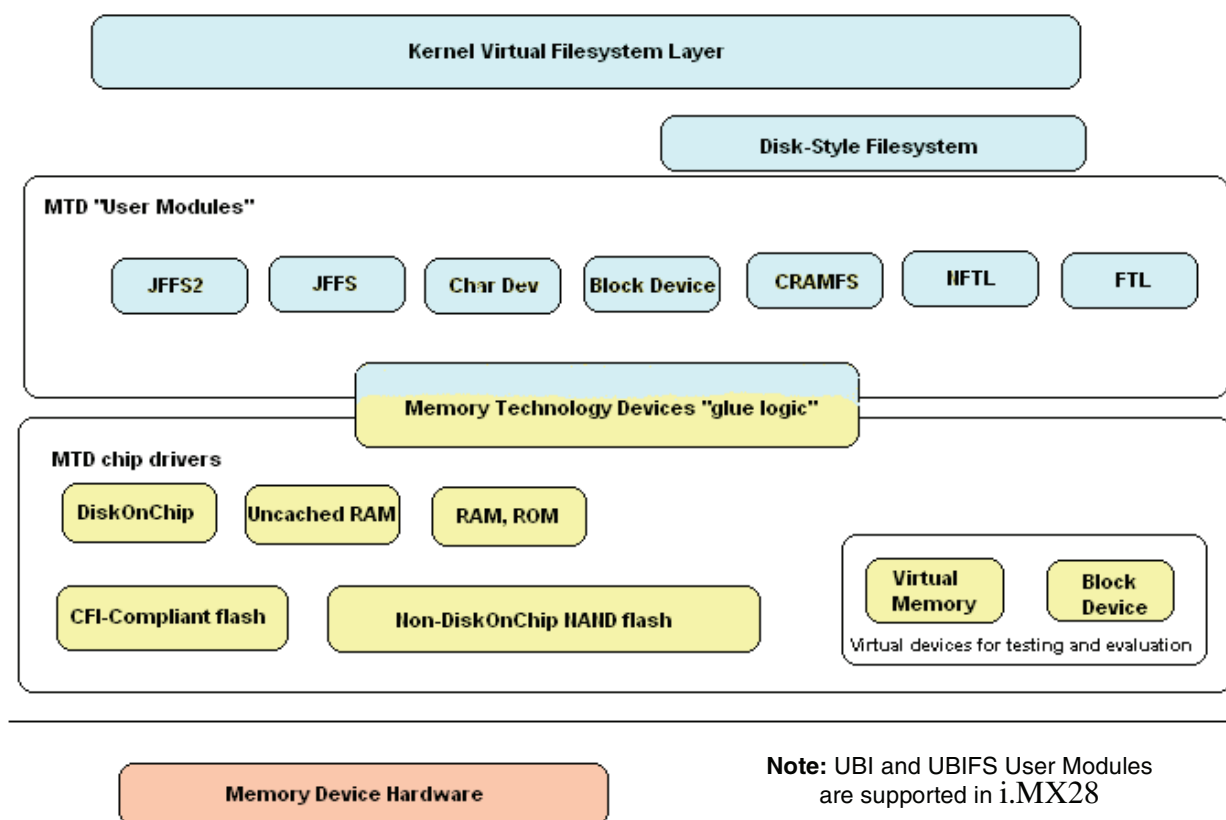 Kernel Virtual Filesystem Layer
Disk-Style Filesystem
MTD "User Modules"
JFFS2
JFFS
Char Dev
Block Device
CRAMFS
NFTL
FTL
Memory Technology Devices "glue logic"
MTD chip drivers
DiskOnChip
Uncached RAM
RAM, ROM
CFI-Compliant flash
Non-DiskOnChip NAND flash
Virtual
Memory
Block
Device
Virtual devices for testing and evaluation
Memory Device Hardware
Note: UBI and UBIFS User Modules
are supported in i.MX28